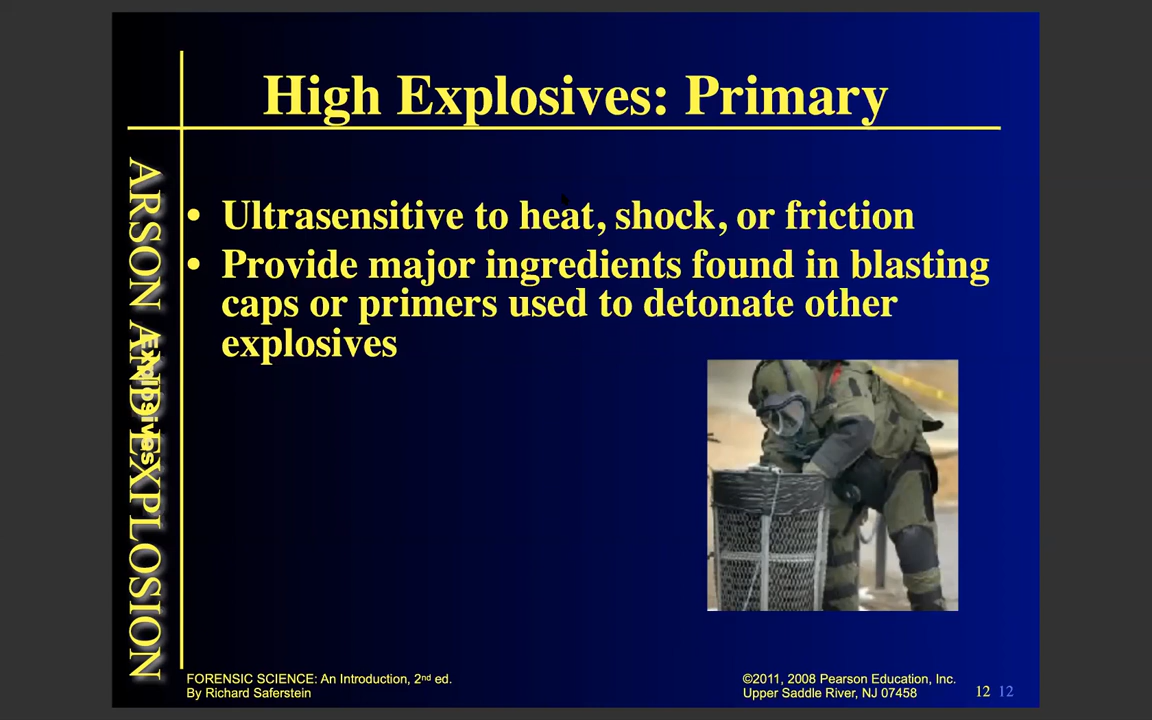 High Explosives: Primary
ARSON AND EXPLOSION
Explosives
• Ultrasensitive to heat, shock, or friction
• Provide major ingredients found in blasting
caps or primers used to detonate other
explosives
FORENSIC SCIENCE: An Introduction, 2nd ed.
By Richard Saferstein
©2011, 2008 Pearson Education, Inc.
Upper Saddle River, NJ 07458
12 12